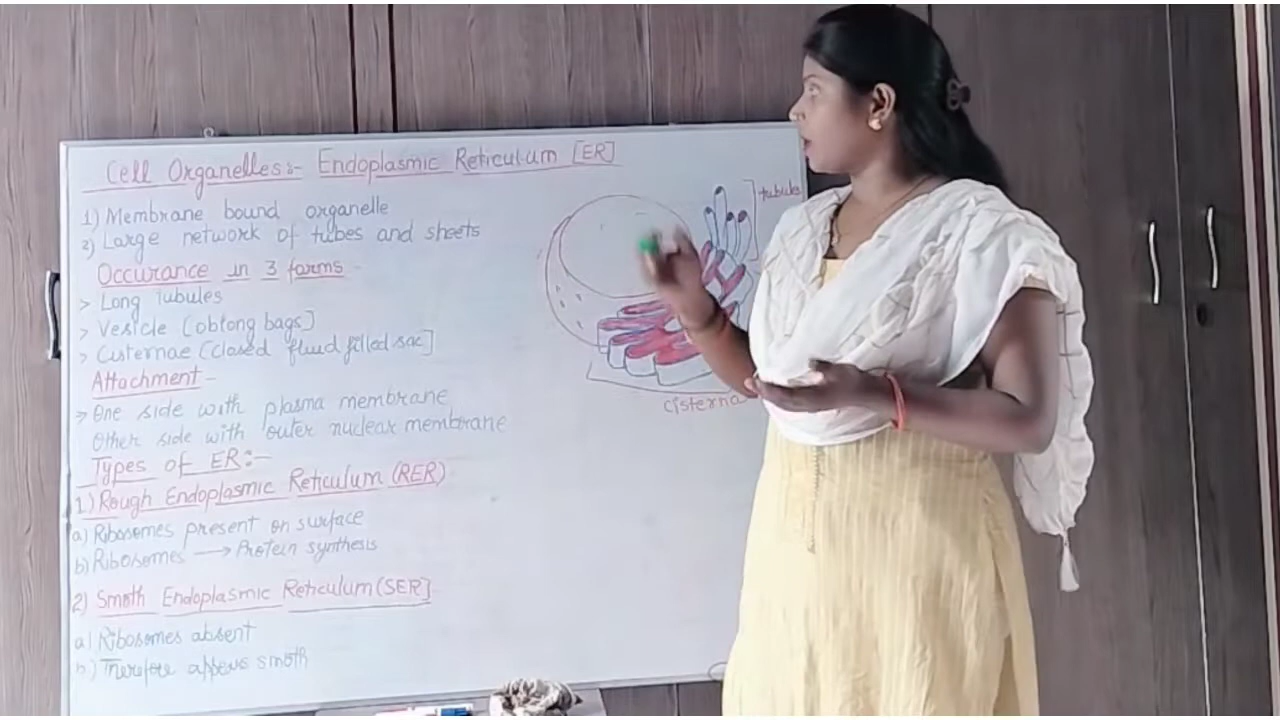 Cell Organelles:- Endoplasmic Reticulum [ER]
1) Membrane bound organelle
2) Large network of tubes and sheets
Occurance in 3 forms -
> Long tubules
> Vesicle [oblong bags]
> Cisternae [closed fluid filled sac]
Attachment -
> One side with plasma membrane
Other side with outer nuclear membrane
Types of ER:-
1) Rough Endoplasmic Reticulum (RER)
a) Ribosomes present on surface
b) Ribosomes → Protein synthesis
2) Smoth Endoplasmic Reticulum (SER]
a) Ribosomes absent
b) Therefore appears smoth
tubule
cisterna